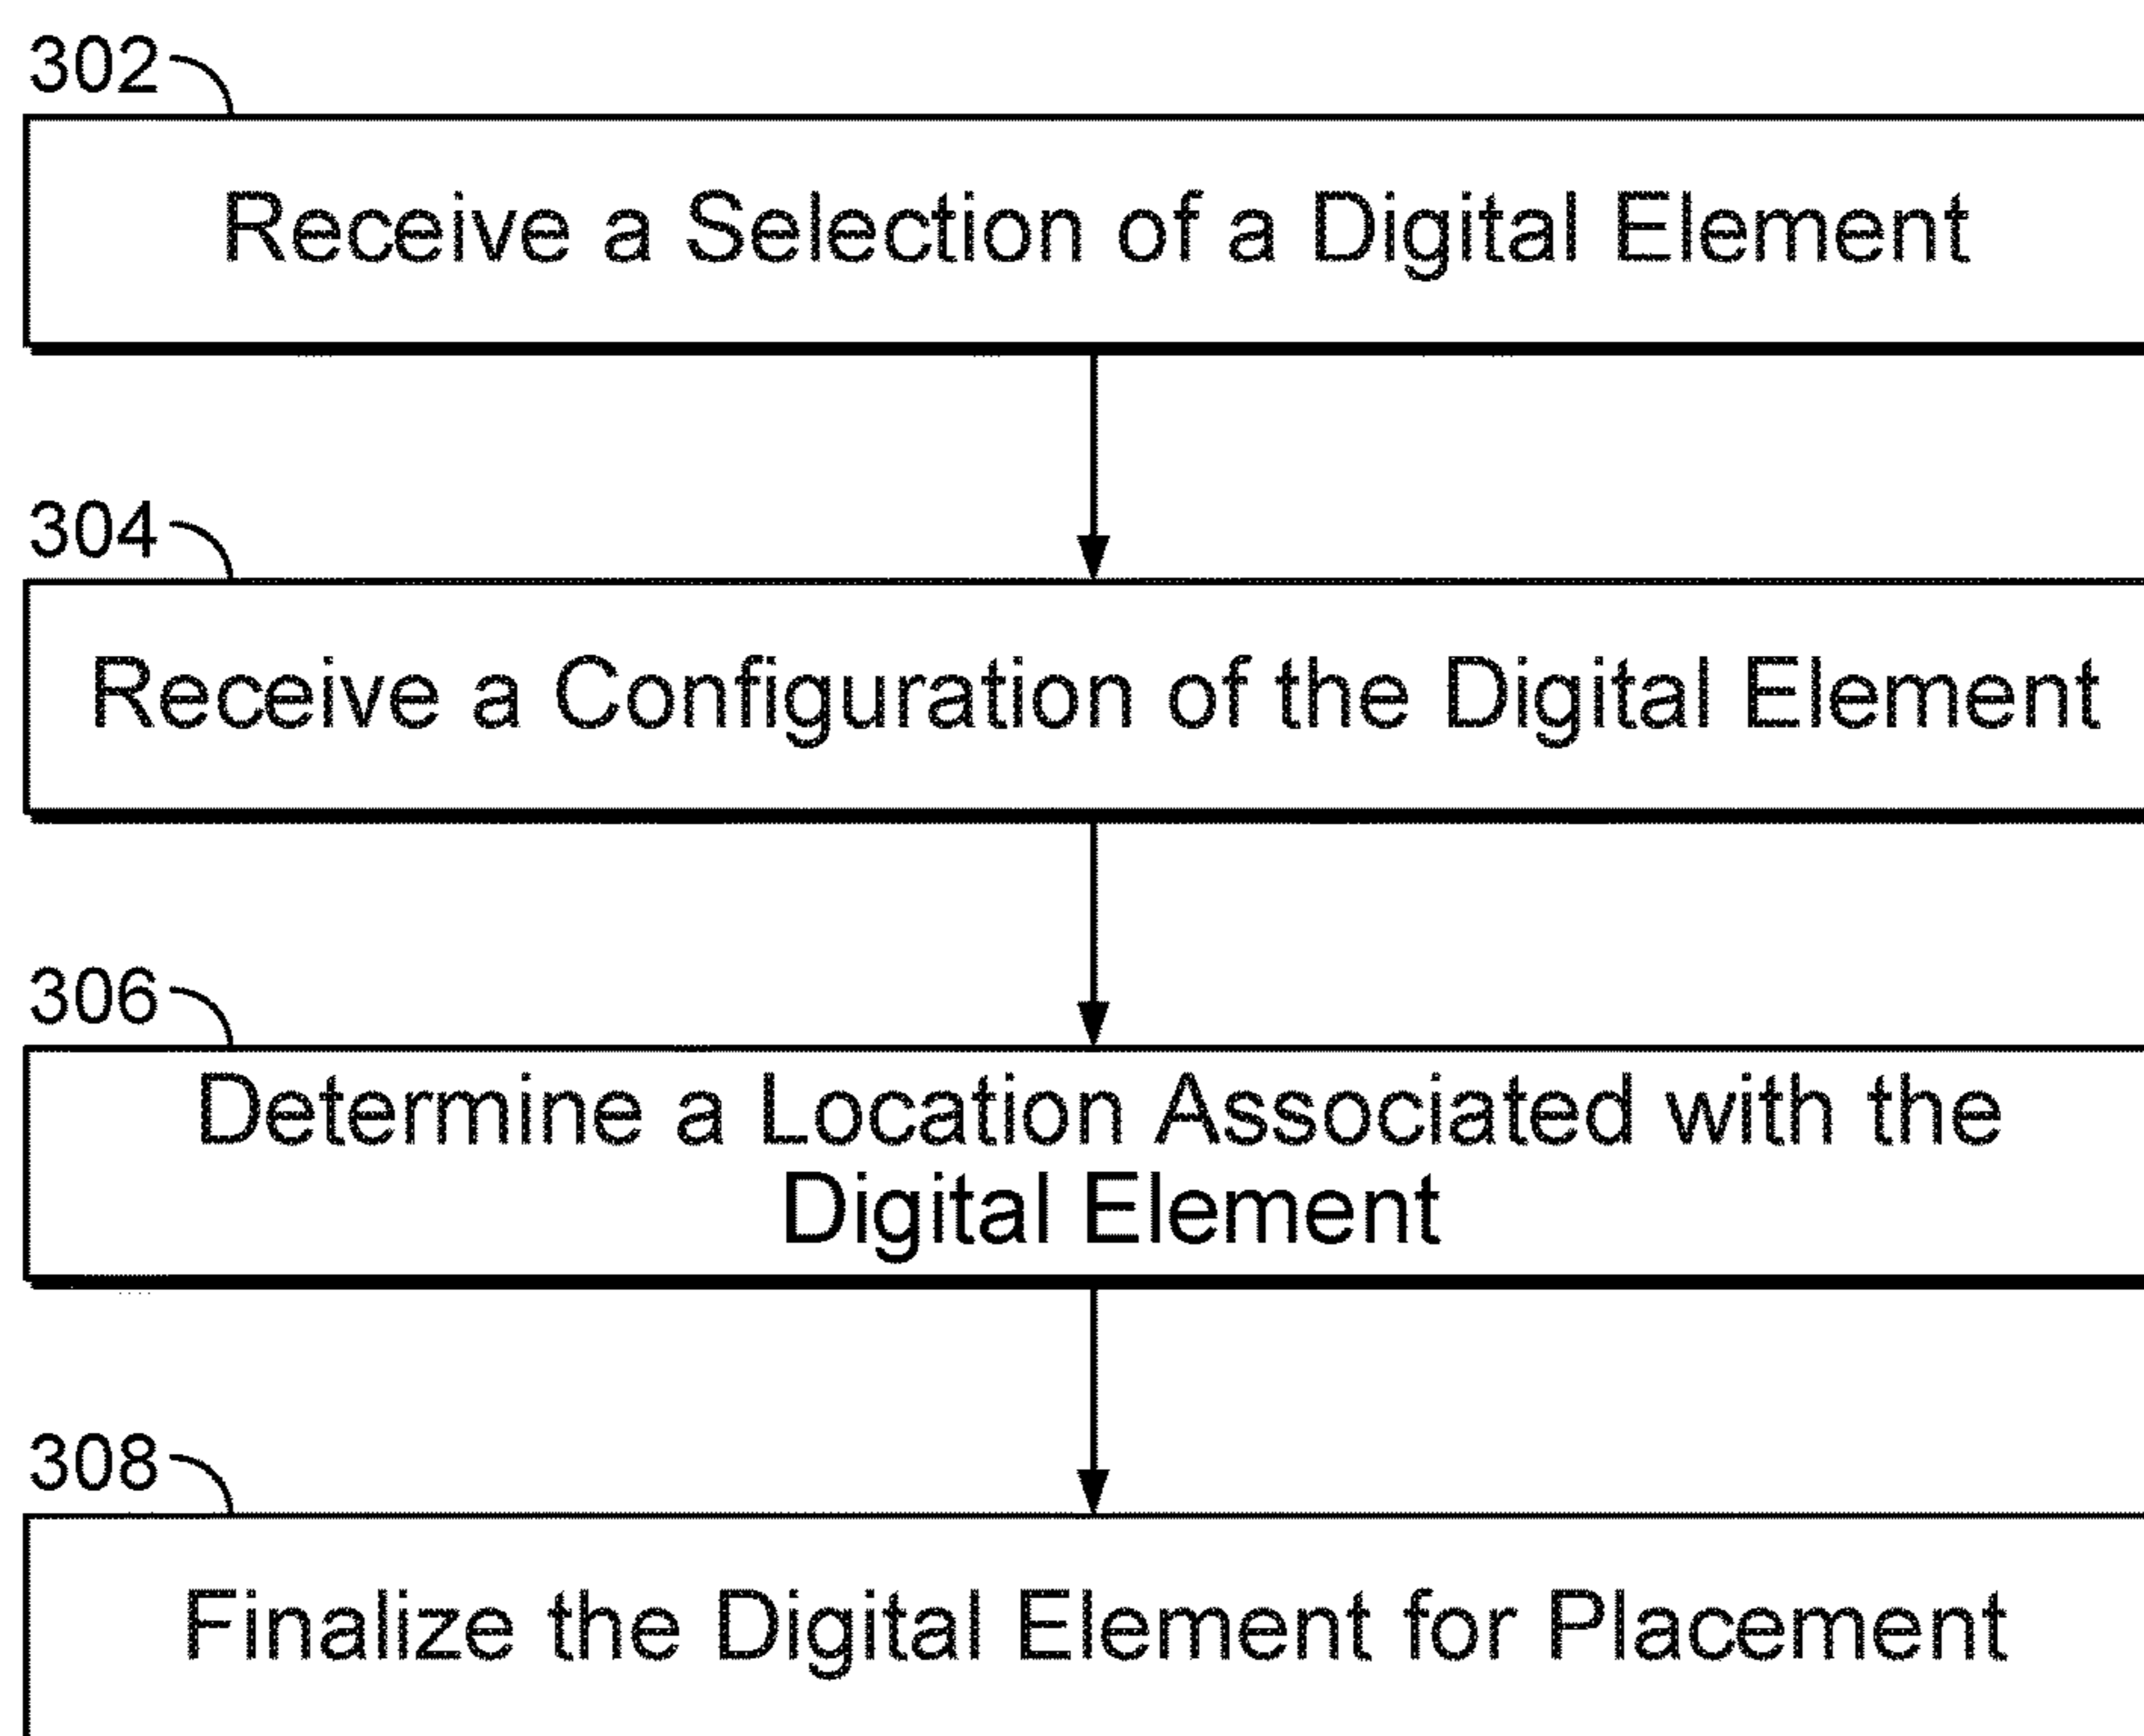 302
Receive a Selection of a Digital Element
304
Receive a Configuration of the Digital Element
306
Determine a Location Associated with the
Digital Element
308
Finalize the Digital Element for Placement